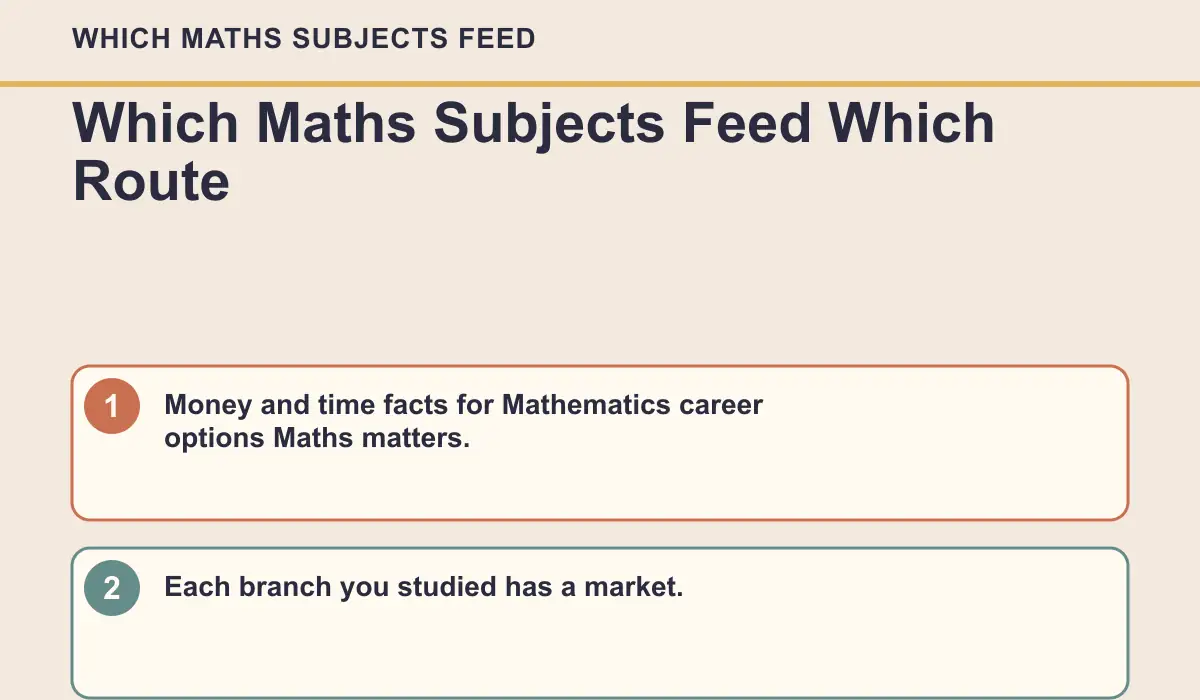 WHICH MATHS SUBJECTS FEED
Which Maths Subjects Feed Which
Route
1
Money and time facts for Mathematics career
options Maths matters.
2
Each branch you studied has a market.